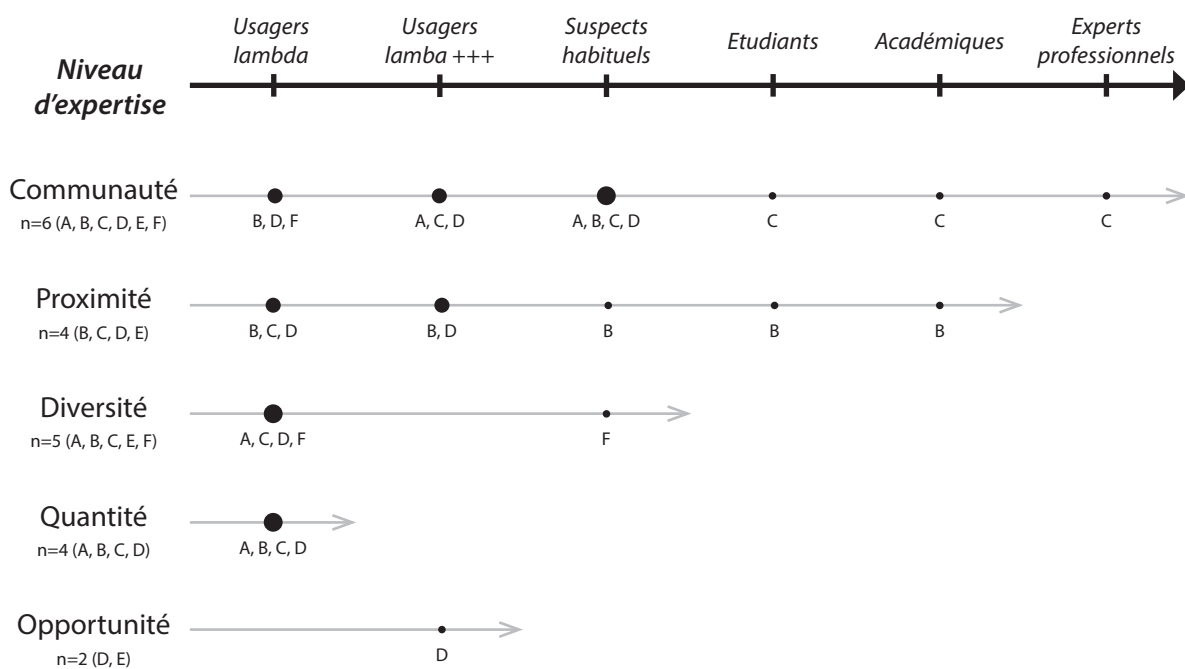 Usagers lambda
Usagers lamba +++
Suspects habituels
Etudiants
Académiques
Experts professionnels
Niveau d'expertise
Communauté
n=6 (A, B, C, D, E, F)
B, D, F
A, C, D
A, B, C, D
C
C
C
Proximité
n=4 (B, C, D, E)
B, C, D
B, D
B
B
B
Diversité
n=5 (A, B, C, E, F)
A, C, D, F
F
Quantité
n=4 (A, B, C, D)
A, B, C, D
Opportunité
n=2 (D, E)
D